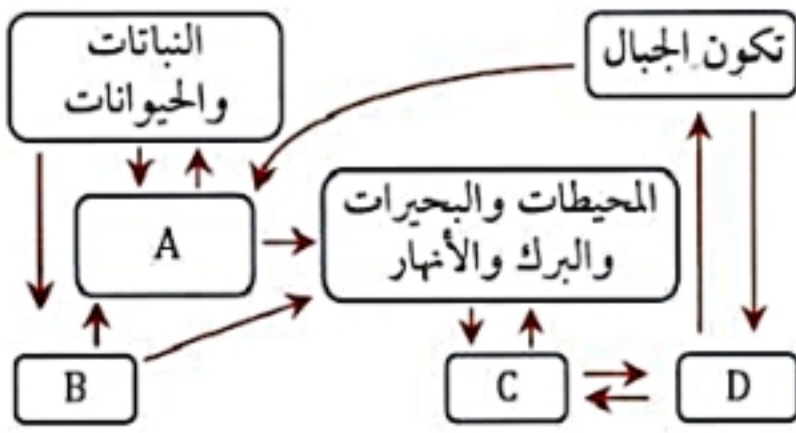 النباتات
والحيوانات
تكون الجبال
A
المحيطات والبحيرات
والبرك والأنهار
B
C
D